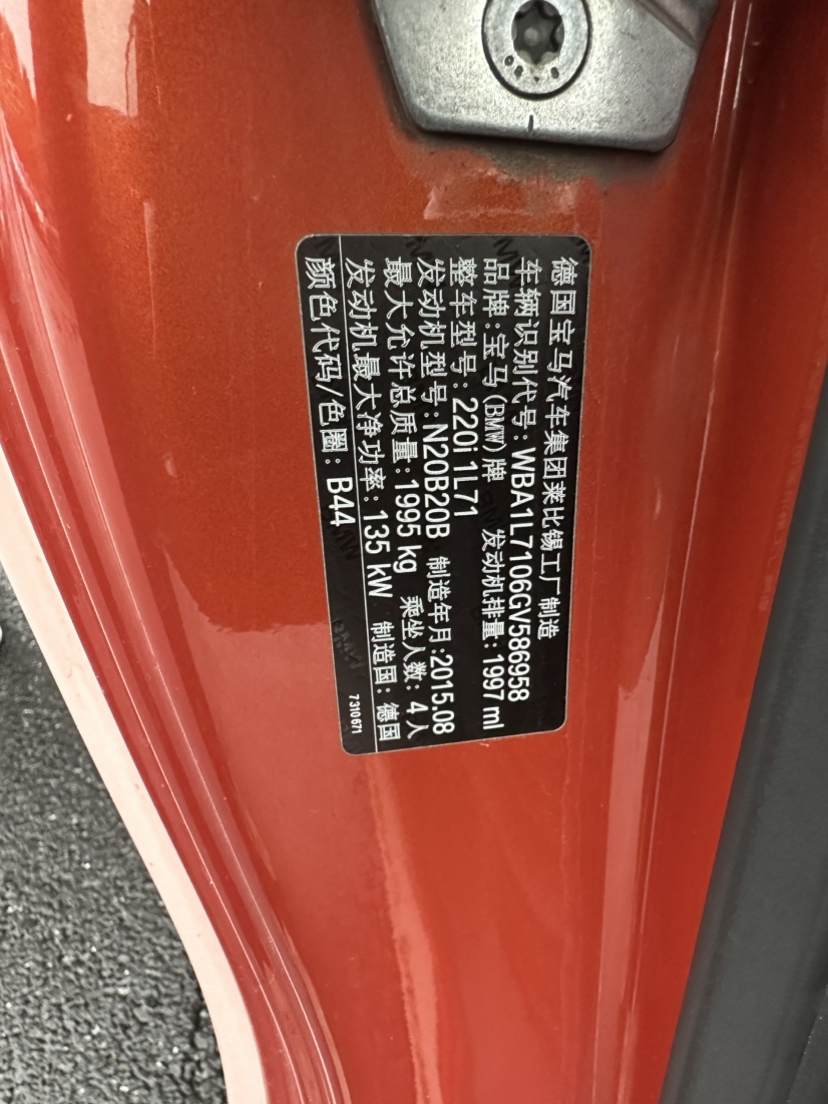 德国宝马汽车集团莱比锡工厂制造
车辆识别代号:WBA1L7106GV586958
品牌:宝马(BMW)牌 发动机排量:1997 ml
整车型号:220i 1L71
发动机型号:N20B20B 制造年月:2015.08
最大允许总质量:1995 kg 乘坐人数:4人
发动机最大净功率:135 kW 制造国:德国
颜色代码/色圈:B44
7310671